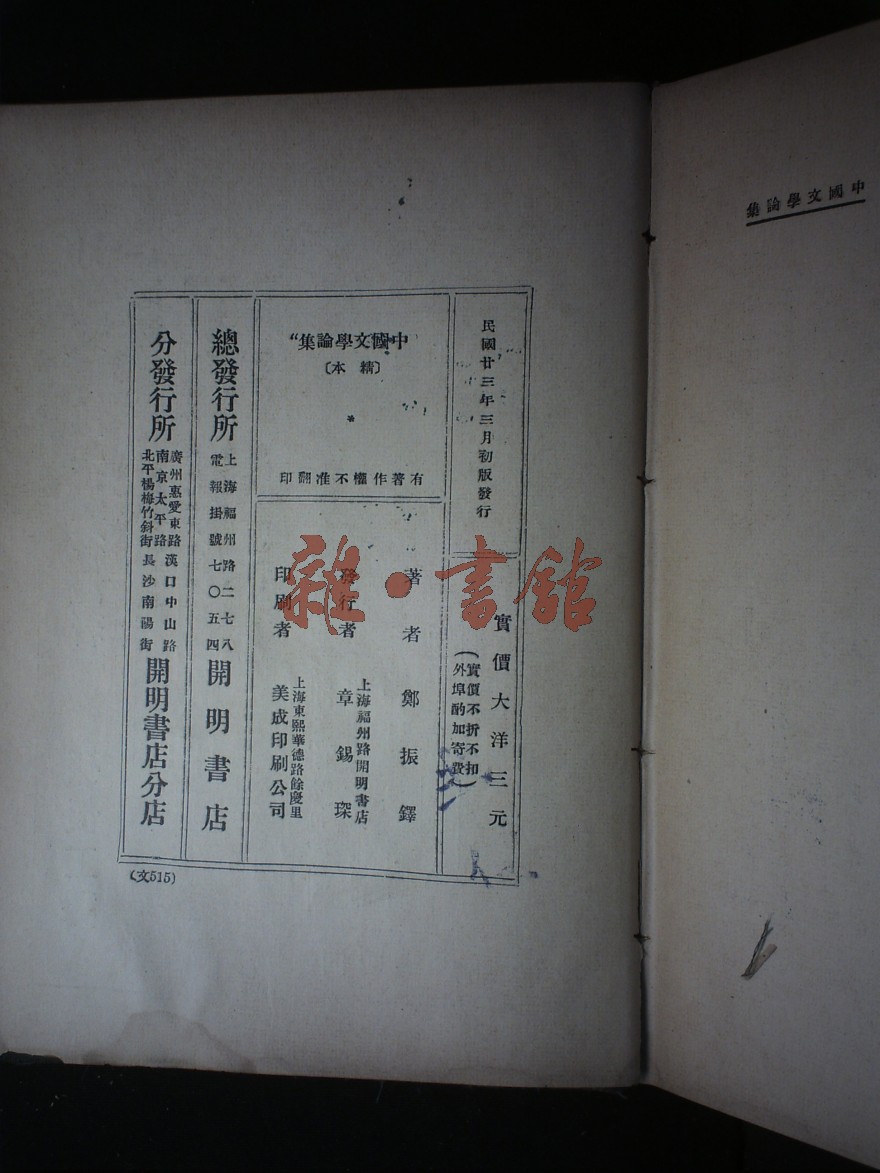 中國文學論集
民國廿三年三月初版發行
實價大洋三元
(實價不折不扣
外埠酌加寄費)
中國文學論集
〔精本〕
*
有著作權不准翻印
著者 鄭振鐸
發行者 章錫琛
上海福州路開明書店
印刷者 美成印刷公司
上海東熙華德路餘慶里
總發行所
上海福州路二七八
電報掛號七〇五四
開明書店
分發行所
廣州惠愛東路 漢口中山路
南京太平路
北平楊梅竹斜街 長沙南陽街
開明書店分店
(文515)
雜·書館